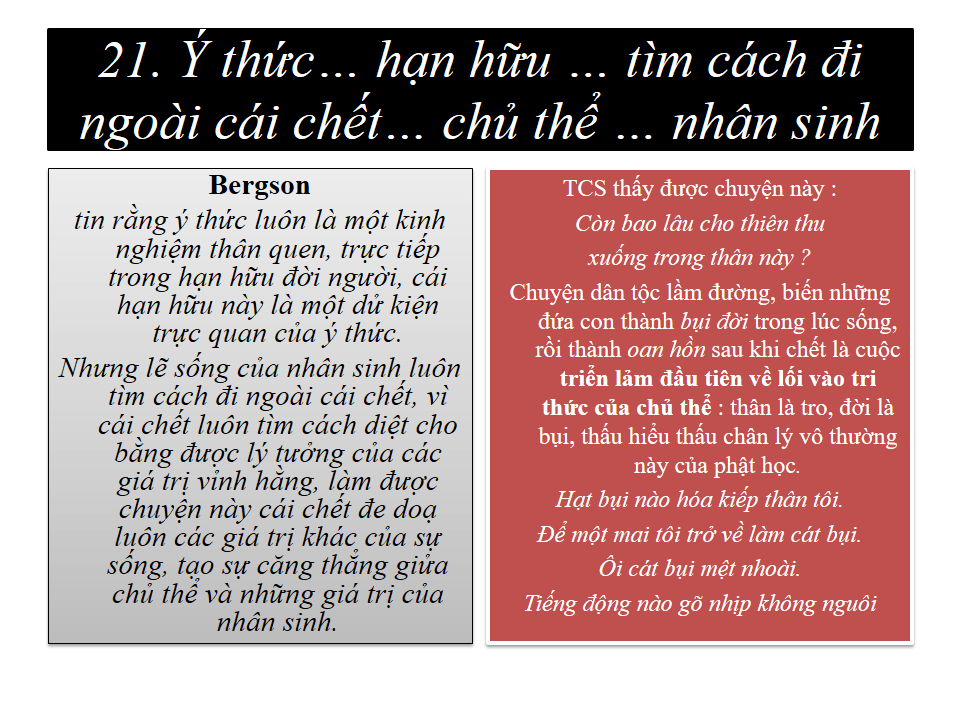 21. Ý thức… hạn hữu … tìm cách đi
ngoài cái chết… chủ thể … nhân sinh
Bergson
tin rằng ý thức luôn là một kinh
nghiệm thân quen, trực tiếp
trong hạn hữu đời người, cái
hạn hữu này là một dử kiện
trực quan của ý thức.
Nhưng lẽ sống của nhân sinh luôn
tìm cách đi ngoài cái chết, vì
cái chết luôn tìm cách diệt cho
bằng được lý tưởng của các
giá trị vỉnh hằng, làm được
chuyện này cái chết đe doạ
luôn các giá trị khác của sự
sống, tạo sự căng thẳng giửa
chủ thể và những giá trị của
nhân sinh.
TCS thấy được chuyện này :
Còn bao lâu cho thiên thu
xuống trong thân này ?
Chuyện dân tộc lầm đường, biến những
đứa con thành bụi đời trong lúc sống,
rồi thành oan hồn sau khi chết là cuộc
triển lảm đầu tiên về lối vào tri
thức của chủ thể : thân là tro, đời là
bụi, thấu hiểu thấu chân lý vô thường
này của phật học.
Hạt bụi nào hóa kiếp thân tôi.
Để một mai tôi trở về làm cát bụi.
Ôi cát bụi mệt nhoài.
Tiếng động nào gõ nhịp không nguôi